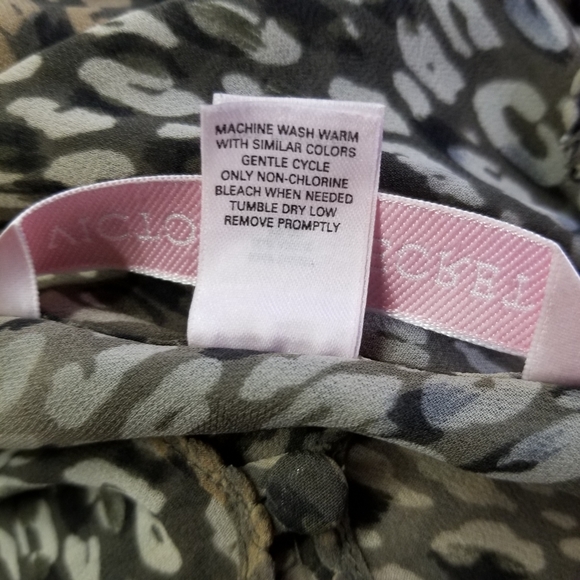 MACHINE WASH WARM
WITH SIMILAR COLORS
GENTLE CYCLE
ONLY NON-CHLORINE
BLEACH WHEN NEEDED
TUMBLE DRY LOW
REMOVE PROMPTLY